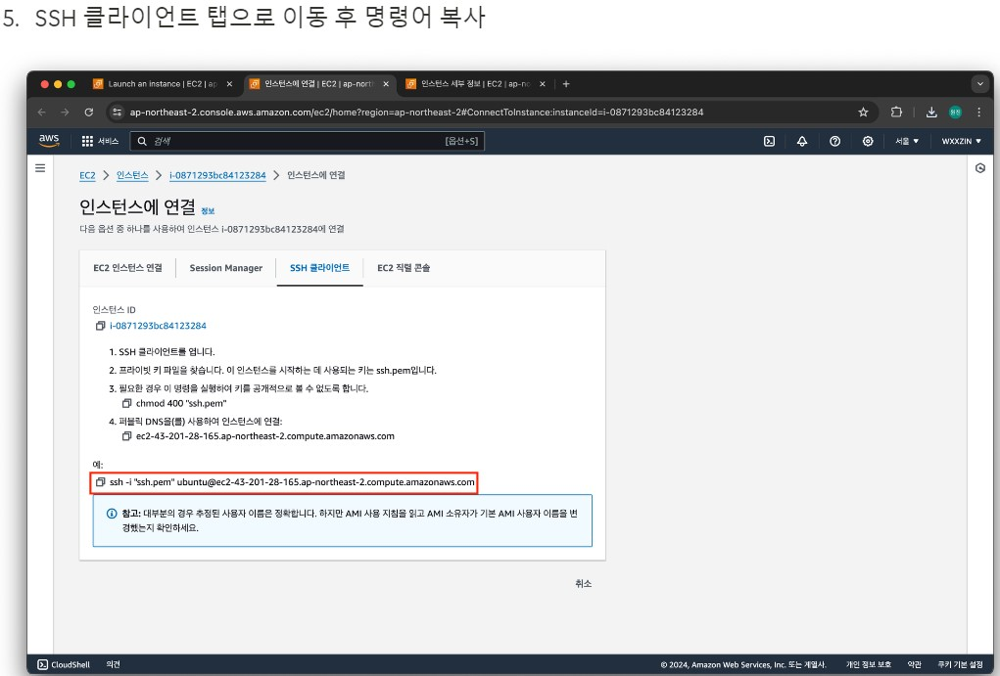 5. SSH 클라이언트 탭으로 이동 후 명령어 복사
Launch an instance | EC2 | ap
인스턴스에 연결 | EC2 | ap-north
인스턴스 세부 정보 | EC2 | ap-no
ap-northeast-2.console.aws.amazon.com/ec2/home?region=ap-northeast-2#ConnectToInstance:instanceId=i-0871293bc84123284
aws 서비스 검색 [옵션+S] 서울 WXXZIN
EC2 > 인스턴스 > i-0871293bc84123284 > 인스턴스에 연결
인스턴스에 연결 정보
다음 옵션 중 하나를 사용하여 인스턴스 i-0871293bc84123284에 연결
EC2 인스턴스 연결 Session Manager SSH 클라이언트 EC2 직렬 콘솔
인스턴스 ID
i-0871293bc84123284
1. SSH 클라이언트를 엽니다.
2. 프라이빗 키 파일을 찾습니다. 이 인스턴스를 시작하는 데 사용되는 키는 ssh.pem입니다.
3. 필요한 경우 이 명령을 실행하여 키를 공개적으로 볼 수 없도록 합니다.
chmod 400 "ssh.pem"
4. 퍼블릭 DNS을(를) 사용하여 인스턴스에 연결:
ec2-43-201-28-165.ap-northeast-2.compute.amazonaws.com
예:
ssh -i "ssh.pem" ubuntu@ec2-43-201-28-165.ap-northeast-2.compute.amazonaws.com
참고: 대부분의 경우 추정된 사용자 이름은 정확합니다. 하지만 AMI 사용 지침을 읽고 AMI 소유자가 기본 AMI 사용자 이름을 변
경했는지 확인하세요.
취소
CloudShell 의견 © 2024, Amazon Web Services, Inc. 또는 계열사. 개인 정보 보호 약관 쿠키 기본 설정